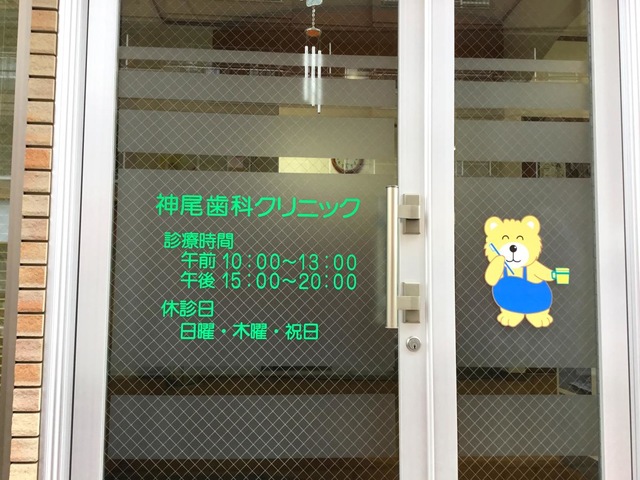 神尾歯科クリニック
診療時間
午前 10:00～13:00
午後 15:00～20:00
休診日
日曜・木曜・祝日